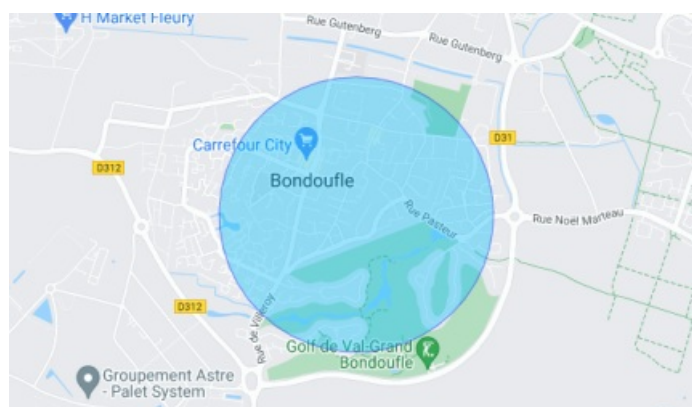 H Market Fleury
Rue Gutenberg
Rue Gutenberg
Carrefour City
D31
D312
Bondoufle
Rue Pasteur
Rue Noël Marteau
D312
Rue de Villeroy
Golf de Val-Grand
Bondoufle
Groupement Astre
- Palet System